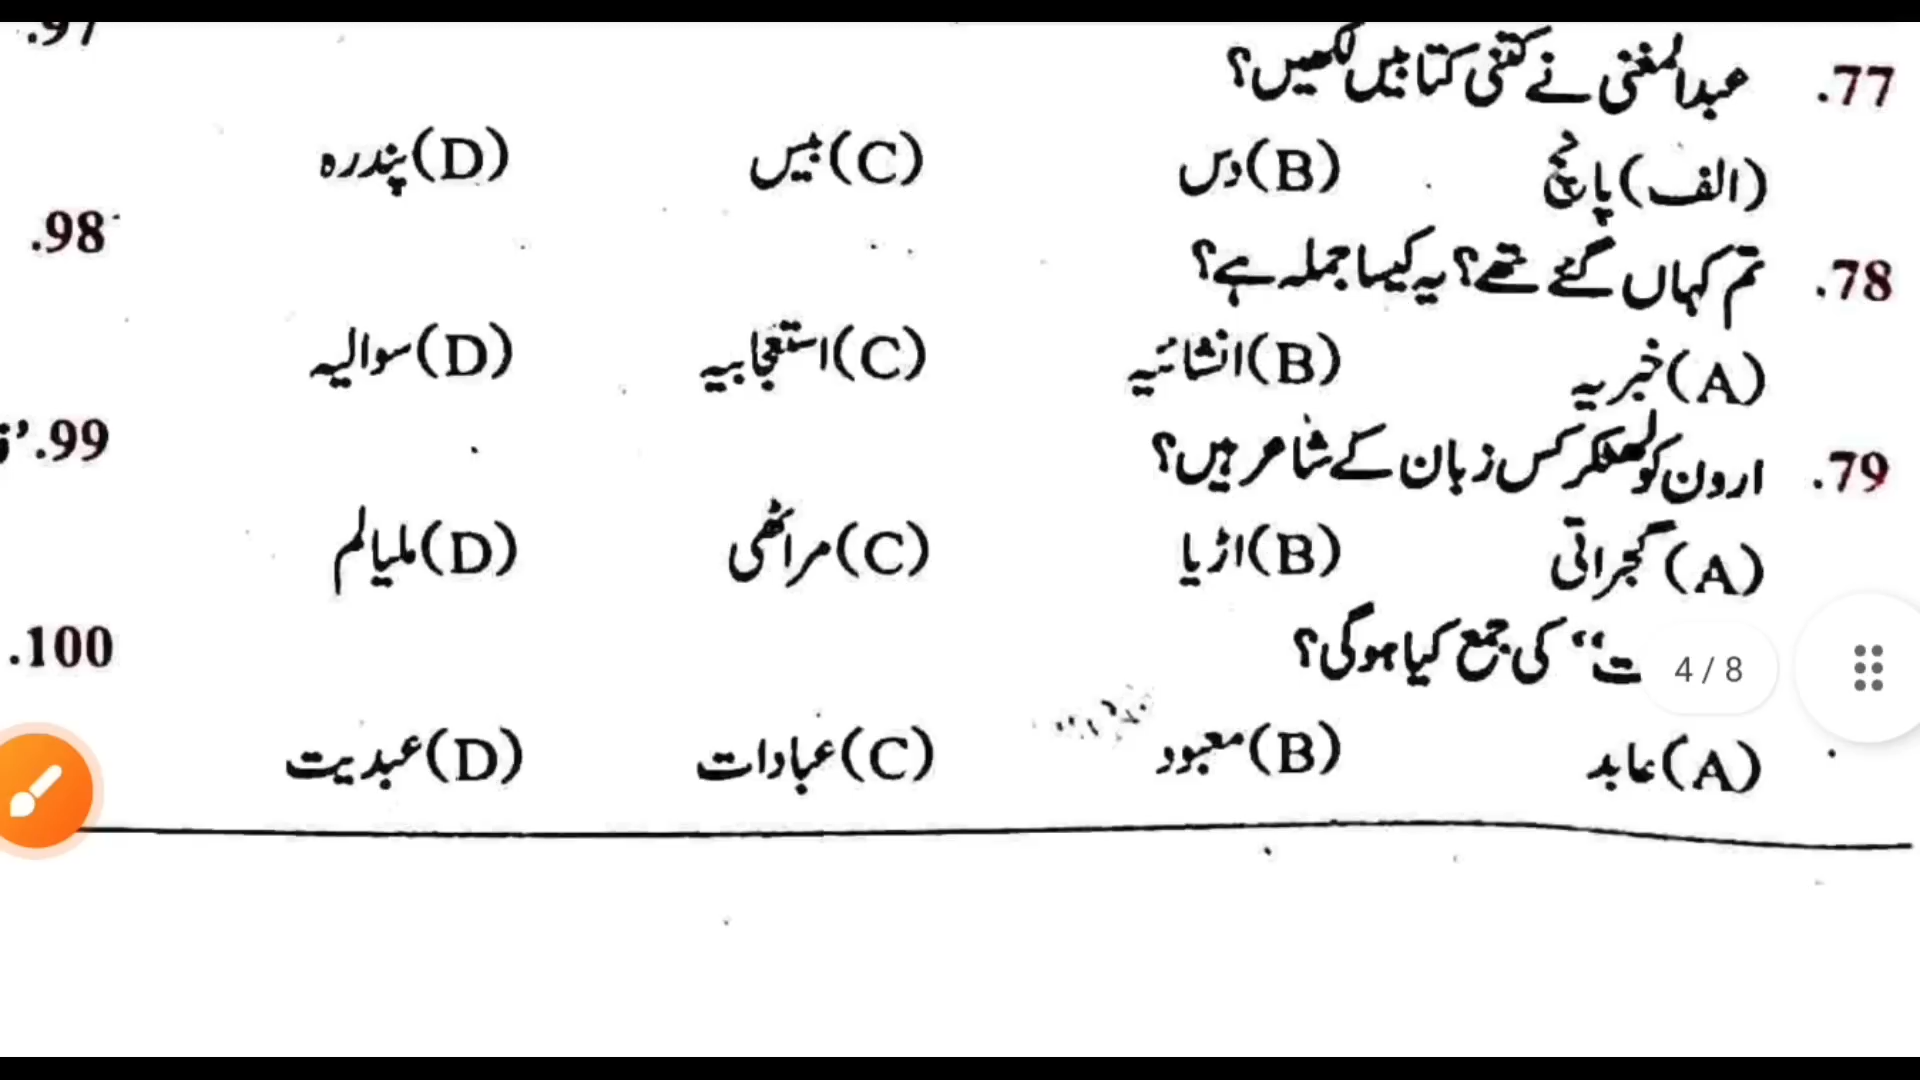 .77 عبدالمغنی نے کتنی کتابیں لکھیں؟
(الف) پانچ (B) دس (C) بیس (D) پندرہ
.78 تم کہاں گئے تھے؟ یہ کیسا جملہ ہے؟
(A) خبریہ (B) انشائیہ (C) استعجابیہ (D) سوالیہ
.79 ارون کولھٹکر کس زبان کے شاعر ہیں؟
(A) گجراتی (B) اڑیا (C) مراٹھی (D) ملیالم
ت“ کی جمع کیا ہوگی؟
(A) عابد (B) معبود (C) عبادات (D) عبدیت
.97
.98
.99
.100
4 / 8